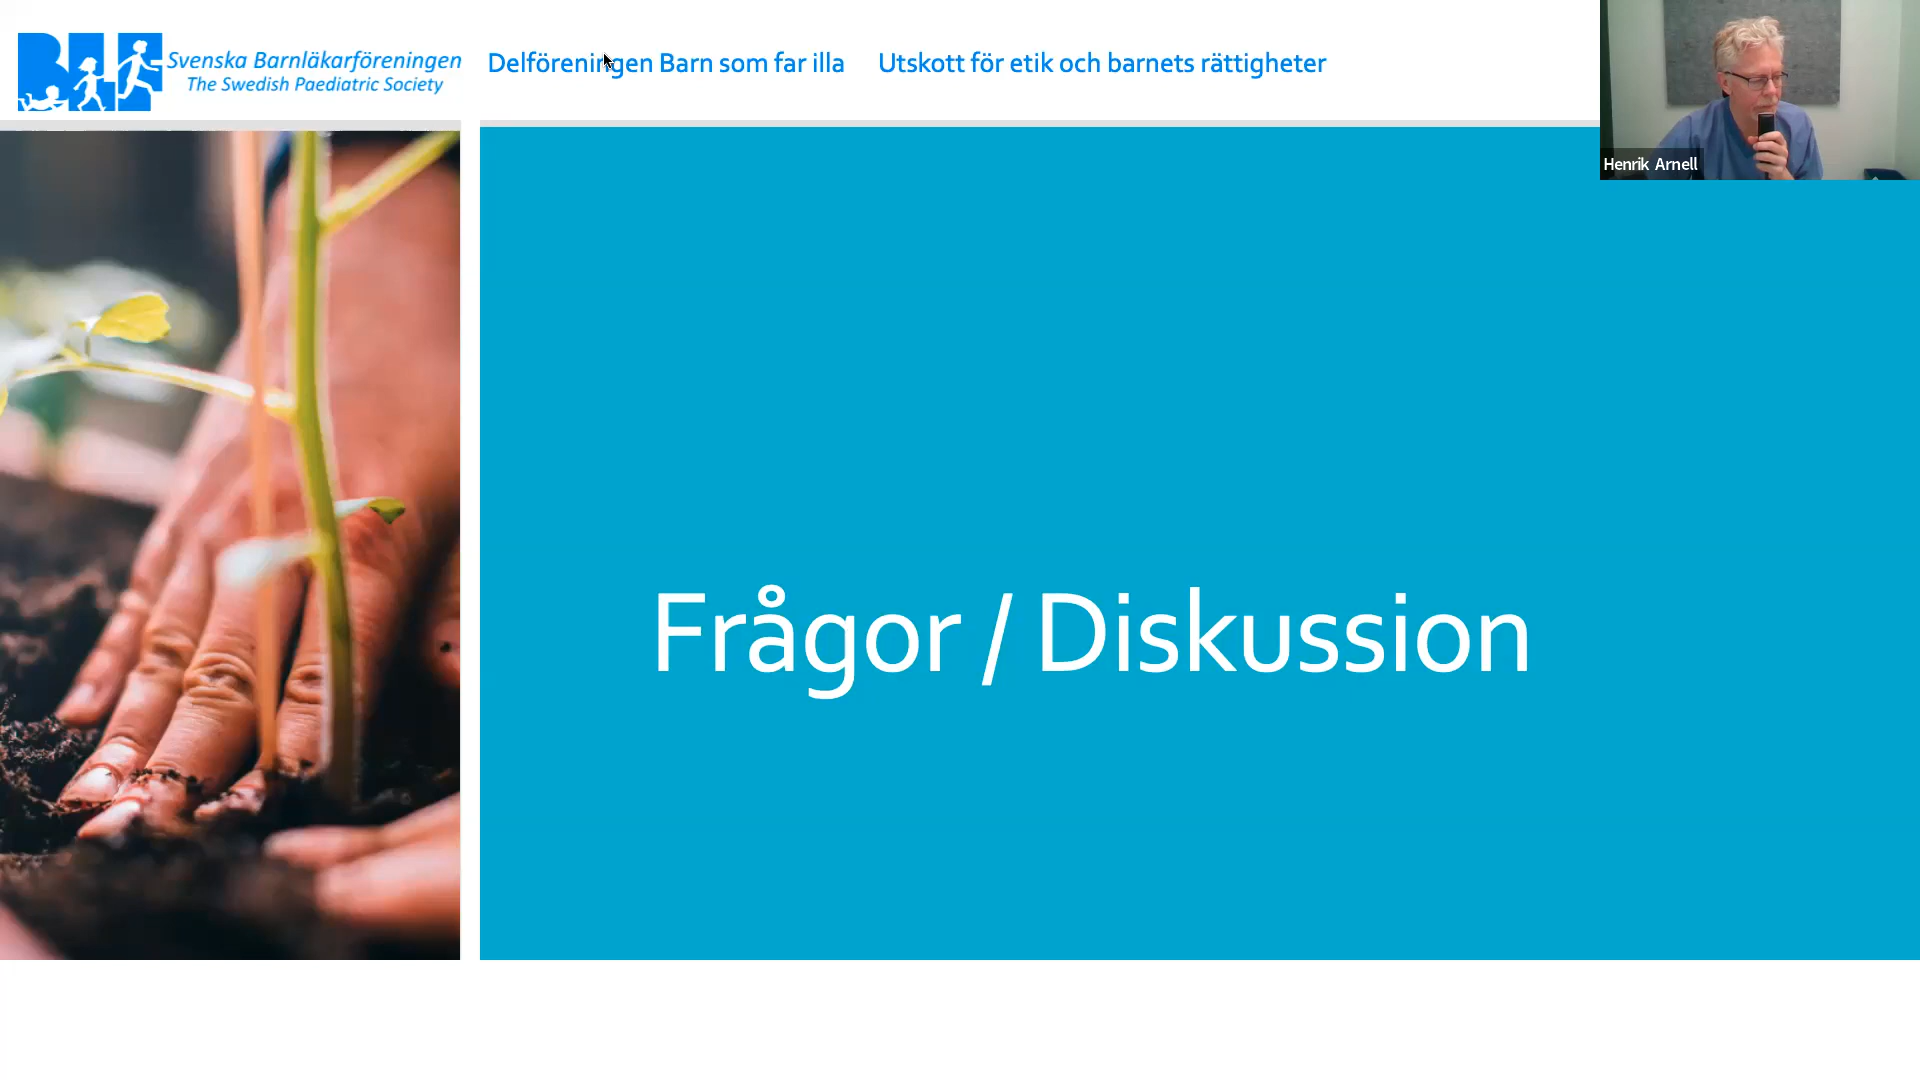 Svenska Barnläkarföreningen
The Swedish Paediatric Society
Delföreningen Barn som far illa
Utskott för etik och barnets rättigheter
Henrik Arnell
Frågor / Diskussion